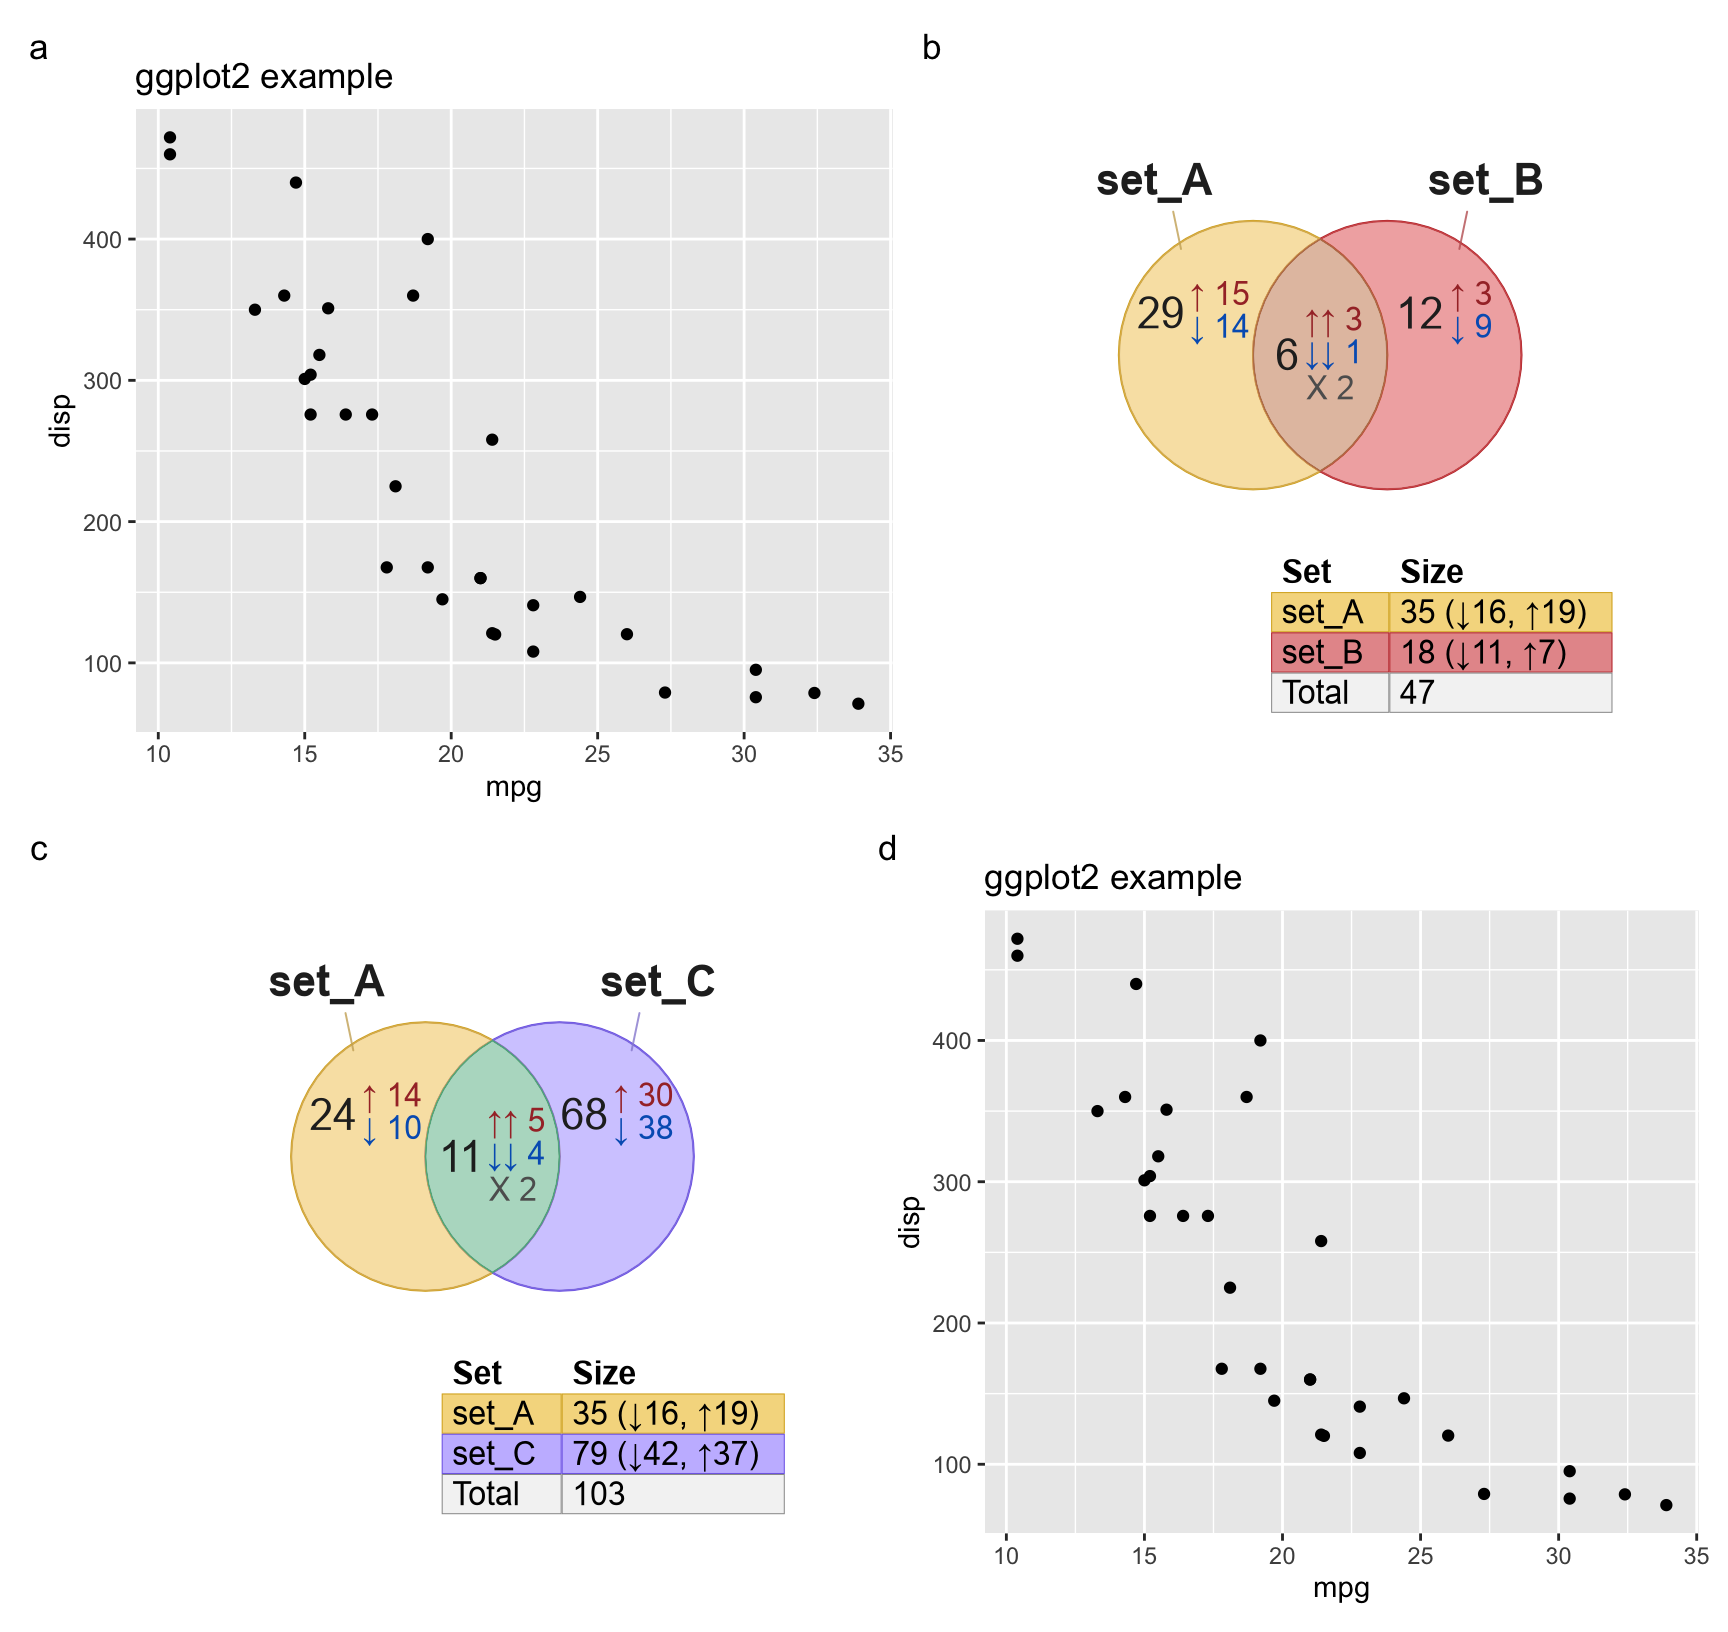 a
ggplot2 example
400
300
200
100
disp
10 15 20 25 30 35
mpg
b
set_A set_B
29 ↑ 15 ↓ 14
6 ↑↑ 3 ↓↓ 1 X 2
12 ↑ 3 ↓ 9
Set Size
set_A 35 (↓16, ↑19)
set_B 18 (↓11, ↑7)
Total 47
c
set_A set_C
24 ↑ 14 ↓ 10
11 ↑↑ 5 ↓↓ 4 X 2
68 ↑ 30 ↓ 38
Set Size
set_A 35 (↓16, ↑19)
set_C 79 (↓42, ↑37)
Total 103
d
ggplot2 example
400
300
200
100
disp
10 15 20 25 30 35
mpg